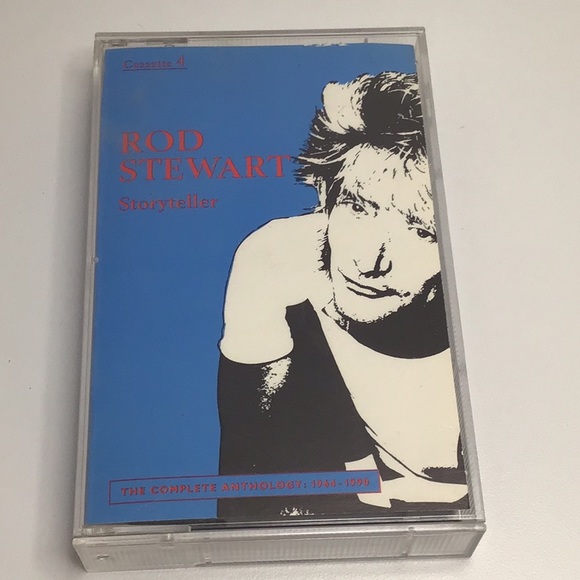 Cassette 4
ROD
STEWART
Storyteller
THE COMPLETE ANTHOLOGY: 1964-1990